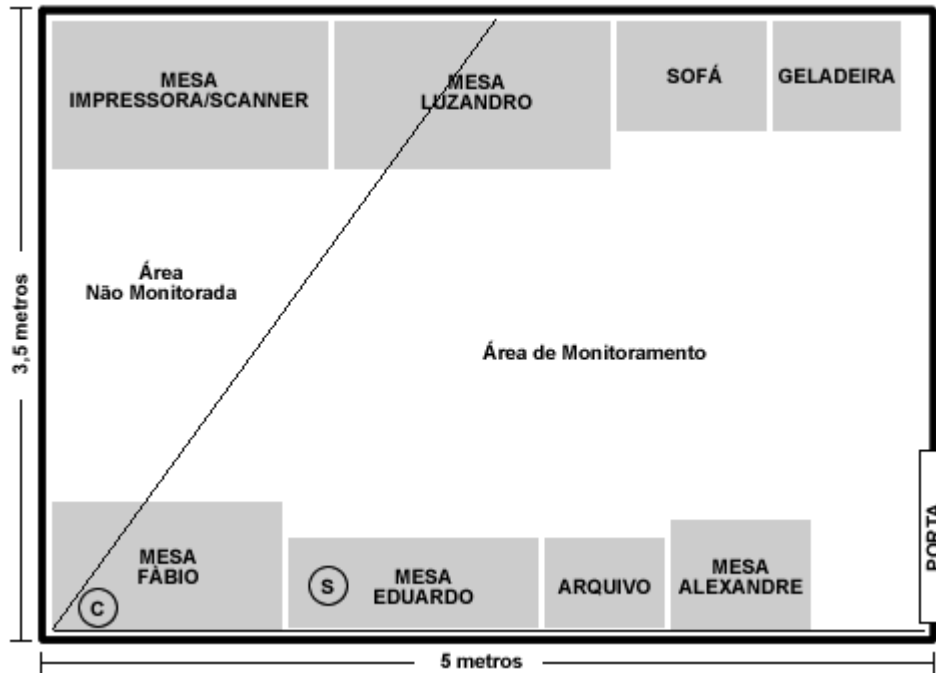 MESA
IMPRESSORA/SCANNER
MESA
LUZANDRO
SOFÁ
GELADEIRA
Área
Não Monitorada
3,5 metros
Área de Monitoramento
MESA
FÀBIO
C
S
MESA
EDUARDO
ARQUIVO
MESA
ALEXANDRE
PORTA
5 metros